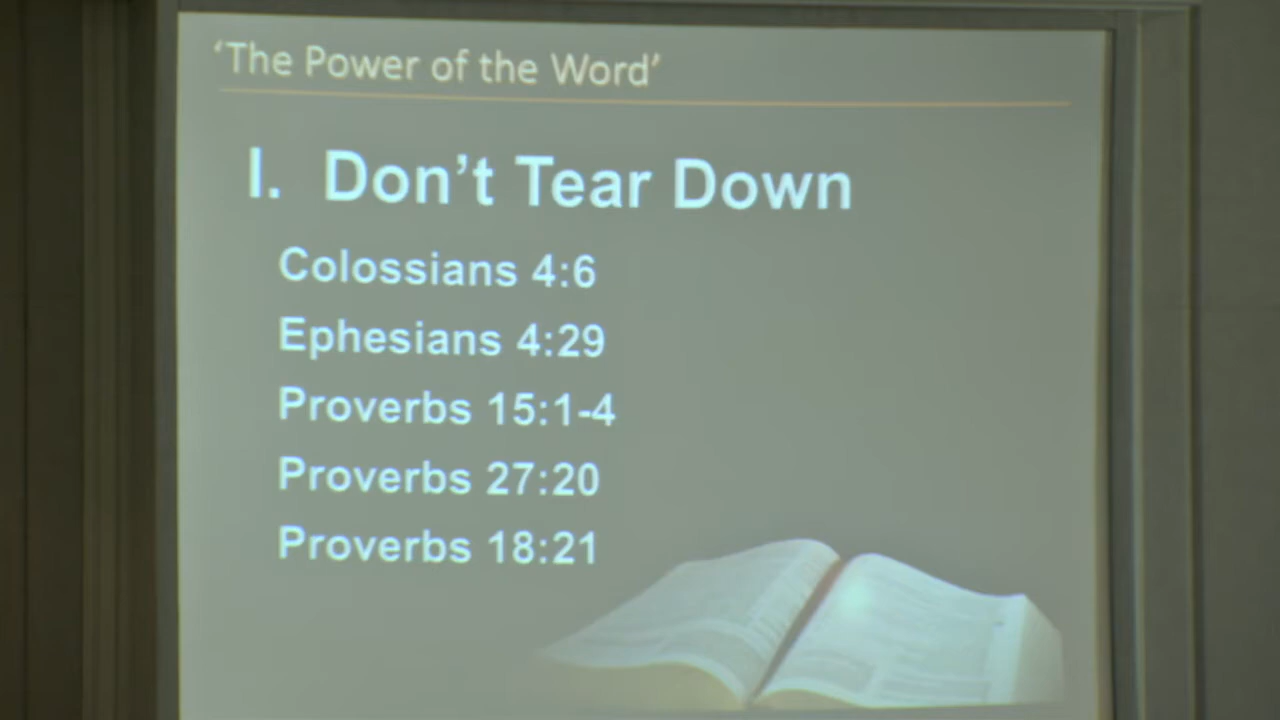 ‘The Power of the Word’
I. Don’t Tear Down
Colossians 4:6
Ephesians 4:29
Proverbs 15:1-4
Proverbs 27:20
Proverbs 18:21